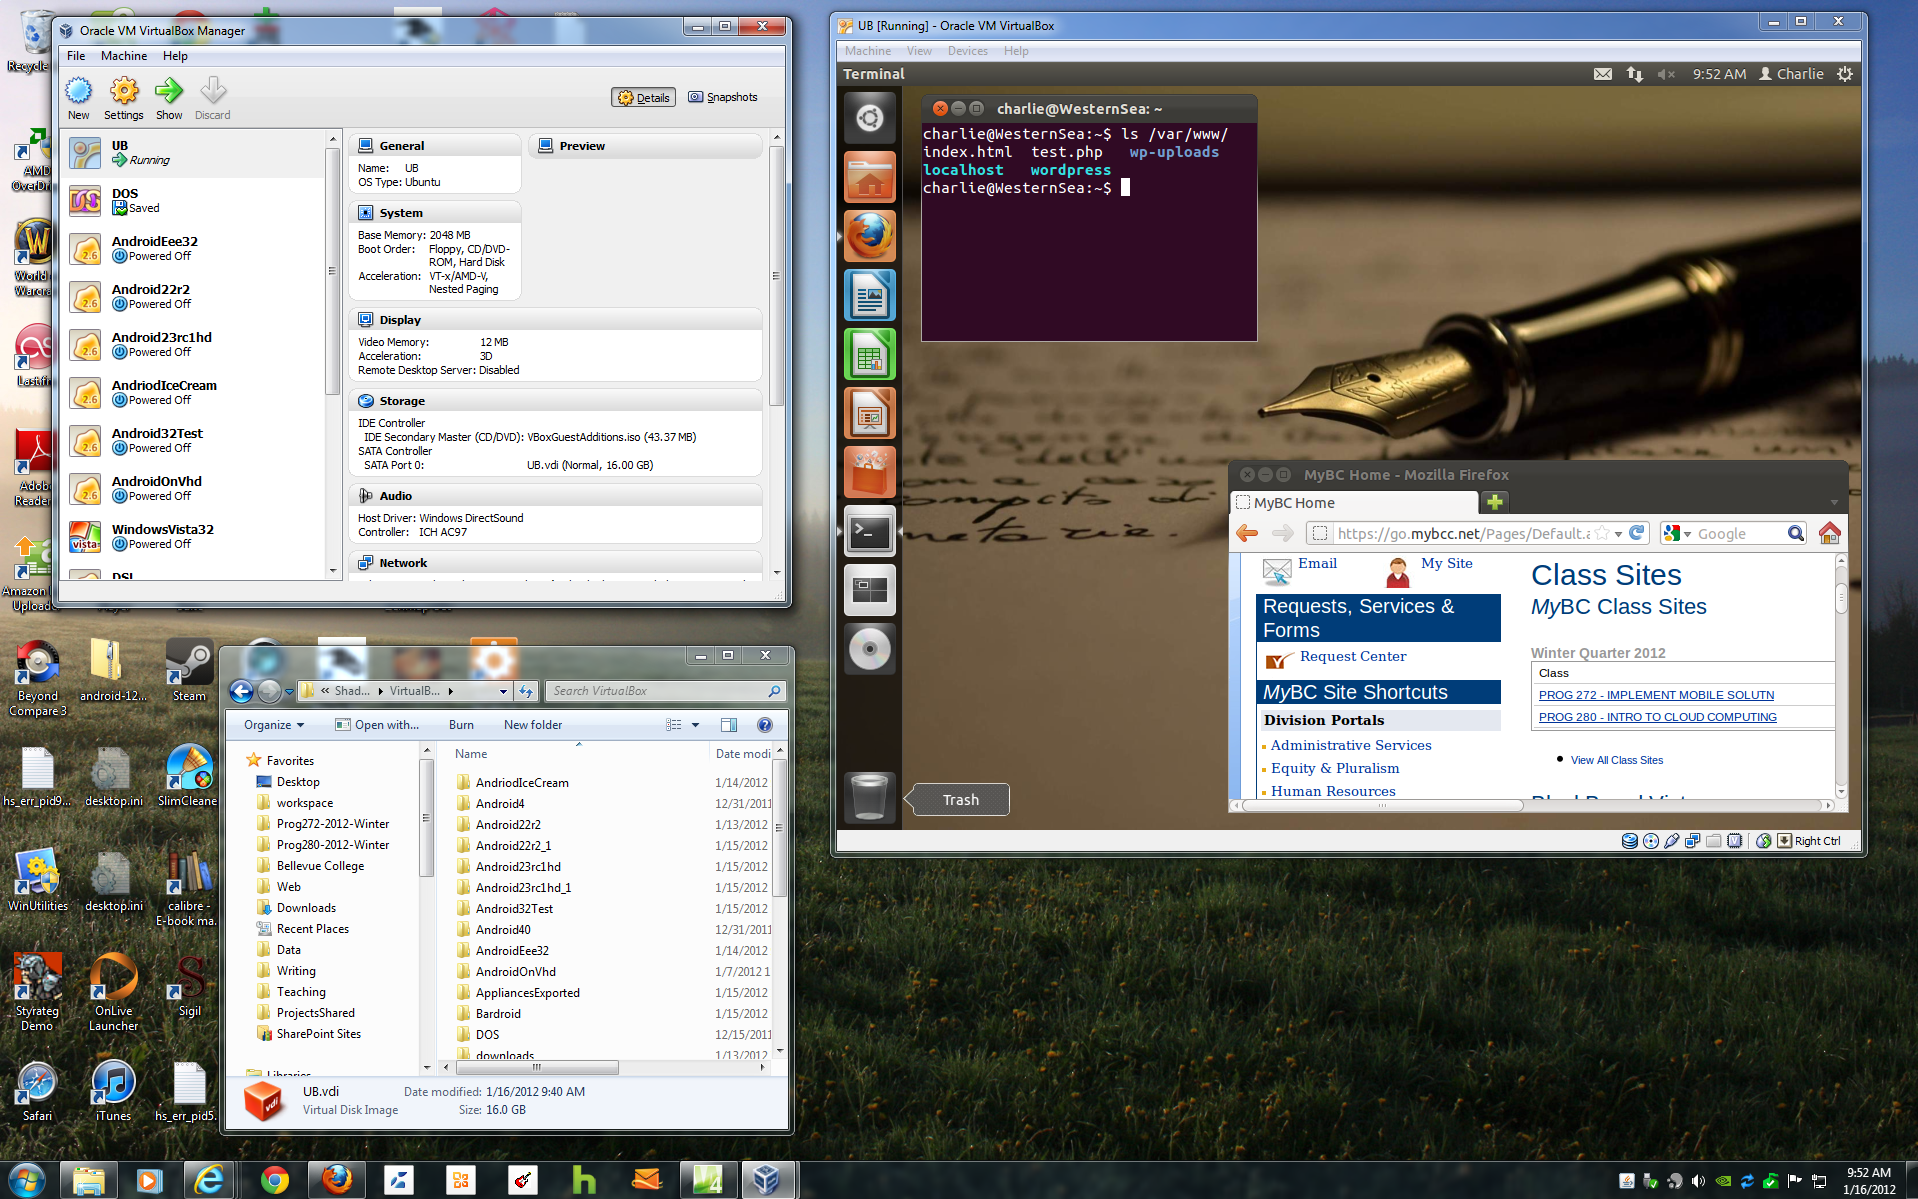 Recycle
AMD
OverDri
World
Warcra
Lastfm
Adob
Reader
Amazon
Uploade
Beyond
Compare 3
android-12...
Steam
hs_err_pid9...
desktop.ini
SlimCleane
WinUtilities
desktop.ini
calibre -
E-book ma...
Styrateg
Demo
OnLive
Launcher
Sigil
Safari
iTunes
hs_err_pid5...
Oracle VM VirtualBox Manager
File Machine Help
New Settings Show Discard
Details Snapshots
UB
Running
DOS
Saved
AndroidEee32
Powered Off
Android22r2
Powered Off
Android23rc1hd
Powered Off
AndriodIceCream
Powered Off
Android32Test
Powered Off
AndroidOnVhd
Powered Off
WindowsVista32
Powered Off
DSL
General
Name: UB
OS Type: Ubuntu
Preview
System
Base Memory: 2048 MB
Boot Order: Floppy, CD/DVD-
ROM, Hard Disk
Acceleration: VT-x/AMD-V,
Nested Paging
Display
Video Memory: 12 MB
Acceleration: 3D
Remote Desktop Server: Disabled
Storage
IDE Controller
IDE Secondary Master (CD/DVD): VBoxGuestAdditions.iso (43.37 MB)
SATA Controller
SATA Port 0: UB.vdi (Normal, 16.00 GB)
Audio
Host Driver: Windows DirectSound
Controller: ICH AC97
Network
« Shad... VirtualB...
Search VirtualBox
Organize Open with... Burn New folder
Favorites
Desktop
workspace
Prog272-2012-Winter
Prog280-2012-Winter
Bellevue College
Web
Downloads
Recent Places
Data
Writing
Teaching
ProjectsShared
SharePoint Sites
Libraries
Name Date modi
AndriodIceCream 1/14/2012
Android4 12/31/2011
Android22r2 1/13/2012
Android22r2_1 1/15/2012
Android23rc1hd 1/15/2012
Android23rc1hd_1 1/15/2012
Android32Test 1/15/2012
Android40 12/31/2011
AndroidEee32 1/14/2012
AndroidOnVhd 1/7/2012 1
AppliancesExported 1/15/2012
Bardroid 1/15/2012
DOS 12/15/2011
downloads 1/13/2012
UB.vdi Date modified: 1/16/2012 9:40 AM
Virtual Disk Image Size: 16.0 GB
UB [Running] - Oracle VM VirtualBox
Machine View Devices Help
Terminal 9:52 AM Charlie
charlie@WesternSea: ~
charlie@WesternSea:~$ ls /var/www/
index.html test.php wp-uploads
localhost wordpress
charlie@WesternSea:~$
Trash
MyBC Home - Mozilla Firefox
MyBC Home
https://go.mybcc.net/Pages/Default.a
Google
Email My Site
Requests, Services &
Forms
Request Center
MyBC Site Shortcuts
Division Portals
Administrative Services
Equity & Pluralism
Human Resources
Class Sites
MyBC Class Sites
Winter Quarter 2012
Class
PROG 272 - IMPLEMENT MOBILE SOLUTN
PROG 280 - INTRO TO CLOUD COMPUTING
View All Class Sites
Right Ctrl
9:52 AM
1/16/2012